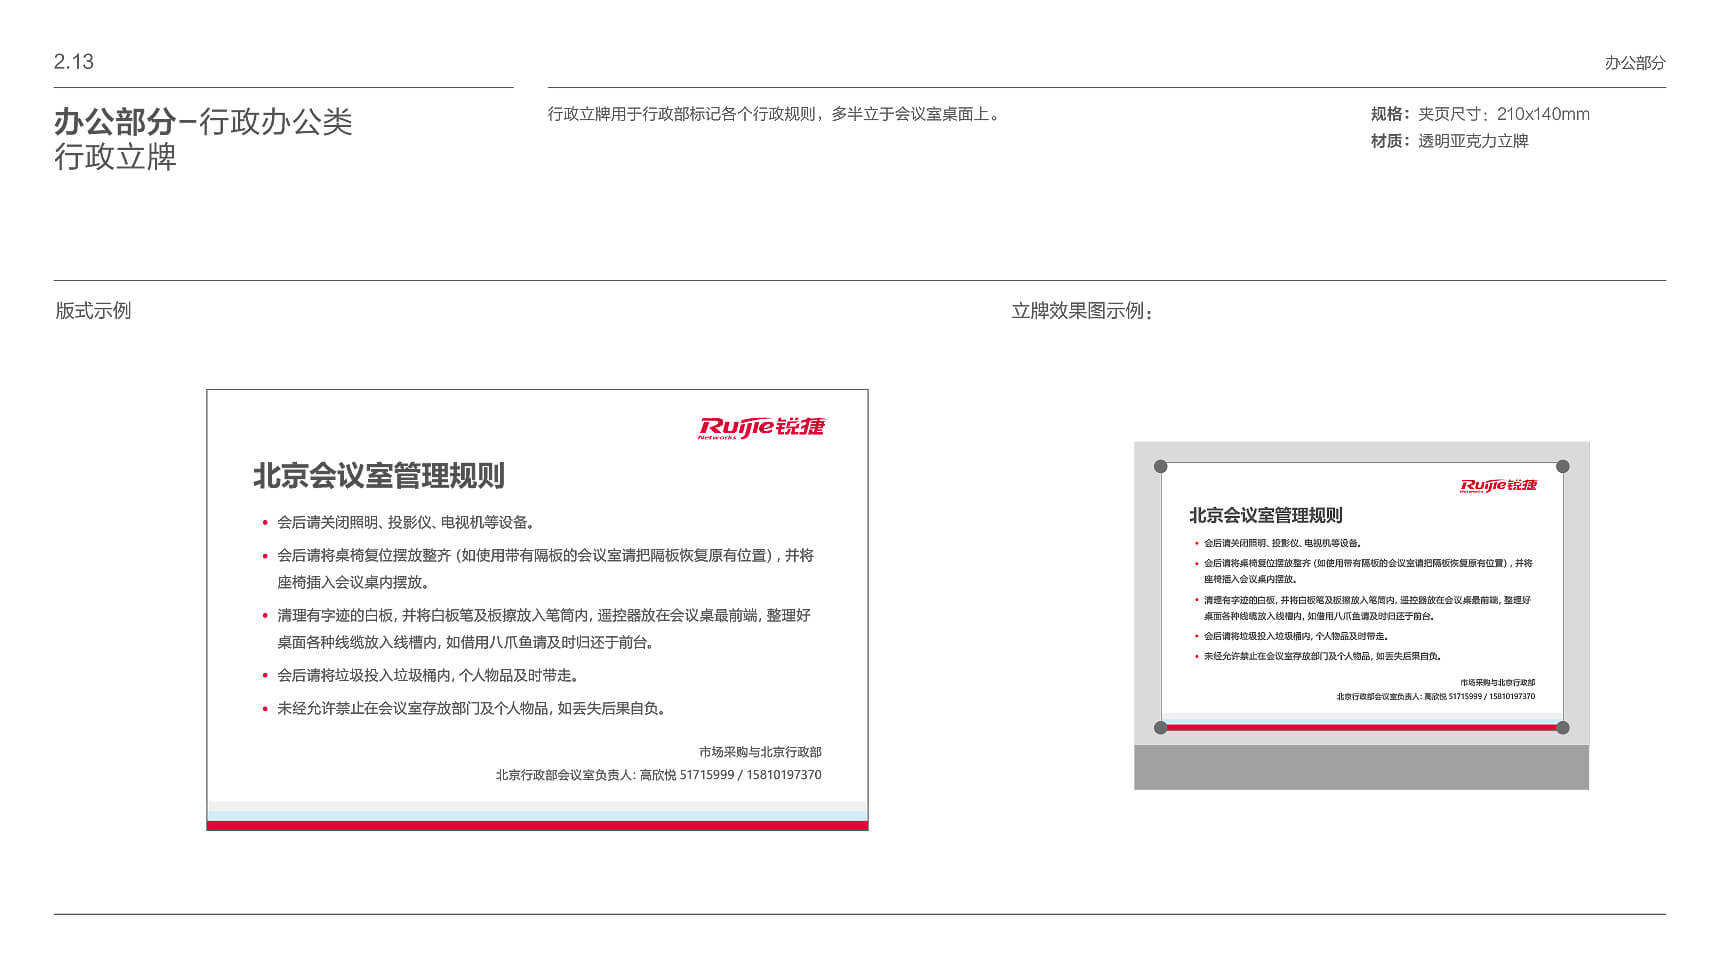 2.13
办公部分
办公部分–行政办公类
行政立牌
行政立牌用于行政部标记各个行政规则，多半立于会议室桌面上。
规格：夹页尺寸：210x140mm
材质：透明亚克力立牌
版式示例
立牌效果图示例：
Ruijie锐捷
Networks
北京会议室管理规则
• 会后请关闭照明、投影仪、电视机等设备。
• 会后请将桌椅复位摆放整齐（如使用带有隔板的会议室请把隔板恢复原有位置），并将
座椅插入会议桌内摆放。
• 清理有字迹的白板, 并将白板笔及板擦放入笔筒内, 遥控器放在会议桌最前端, 整理好
桌面各种线缆放入线槽内, 如借用八爪鱼请及时归还于前台。
• 会后请将垃圾投入垃圾桶内, 个人物品及时带走。
• 未经允许禁止在会议室存放部门及个人物品, 如丢失后果自负。
市场采购与北京行政部
北京行政部会议室负责人: 高欣悦 51715999 / 15810197370
Ruijie锐捷
Networks
北京会议室管理规则
• 会后请关闭照明、投影仪、电视机等设备。
• 会后请将桌椅复位摆放整齐（如使用带有隔板的会议室请把隔板恢复原有位置），并将
座椅插入会议桌内摆放。
• 清理有字迹的白板, 并将白板笔及板擦放入笔筒内, 遥控器放在会议桌最前端, 整理好
桌面各种线缆放入线槽内, 如借用八爪鱼请及时归还于前台。
• 会后请将垃圾投入垃圾桶内, 个人物品及时带走。
• 未经允许禁止在会议室存放部门及个人物品, 如丢失后果自负。
市场采购与北京行政部
北京行政部会议室负责人: 高欣悦 51715999 / 15810197370